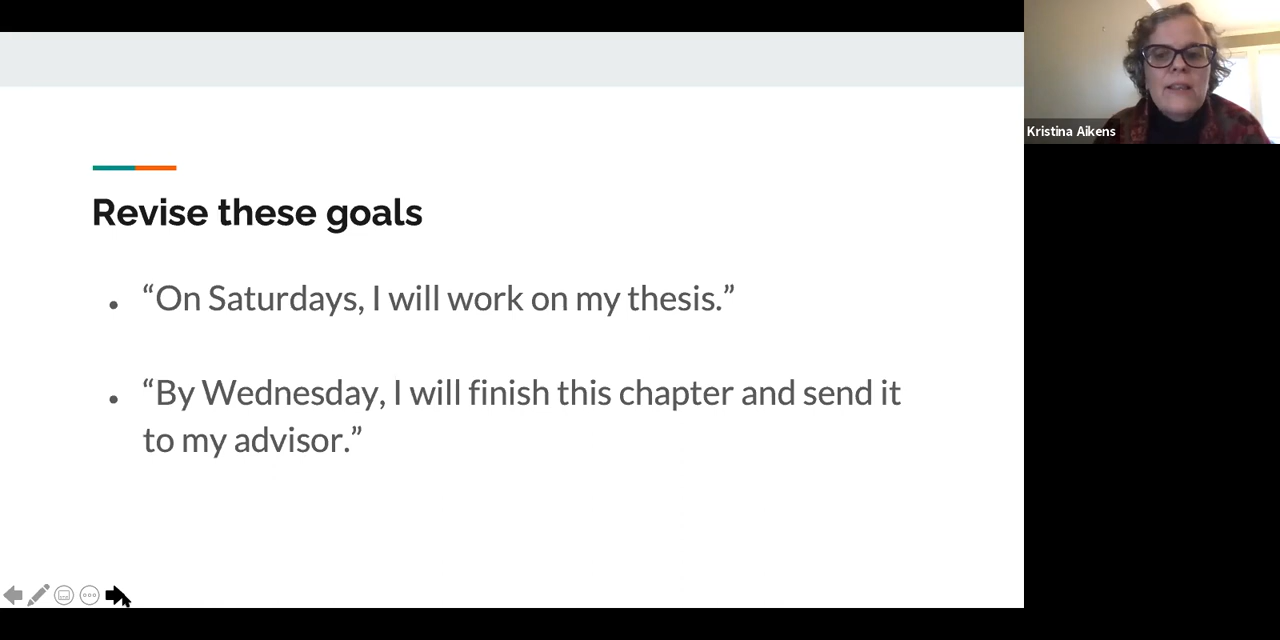 Kristina Aikens
Revise these goals
• “On Saturdays, I will work on my thesis.”
• “By Wednesday, I will finish this chapter and send it
to my advisor.”